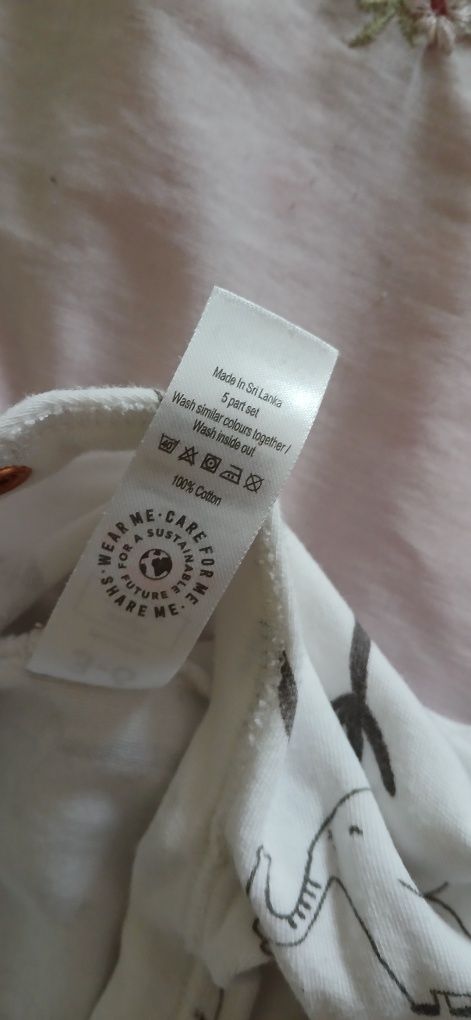 Made In Sri Lanka
5 part set
Wash similar colours together /
Wash inside out
100% Cotton
WEAR ME · CARE FOR ME · SHARE ME ·
FOR A SUSTAINABLE FUTURE